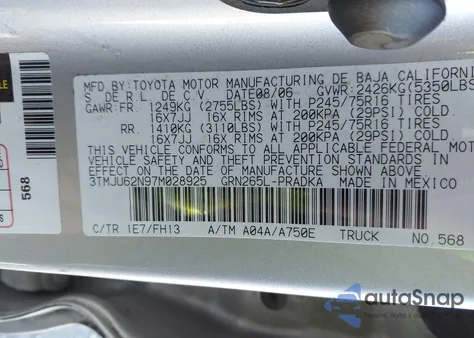 MFD BY: TOYOTA MOTOR MANUFACTURING DE BAJA CALIFORNI
S. DE R.L. DE C.V. DATE08/06 GVWR:2426KG(5350LBS
GAWR:FR. 1249KG (2755LBS) WITH P245/75R16 TIRES
16X7JJ 16X RIMS AT 200KPA (29PSI) COLD.
RR. 1410KG (3110LBS) WITH P245/75R16 TIRES
16X7JJ 16X RIMS AT 200KPA (29PSI) COLD.
THIS VEHICLE CONFORMS TO ALL APPLICABLE FEDERAL MOTOR
VEHICLE SAFETY AND THEFT PREVENTION STANDARDS IN
EFFECT ON THE DATE OF MANUFACTURE SHOWN ABOVE.
3TMJU62N97M028925 GRN265L-PRADKA MADE IN MEXICO
C/TR 1E7/FH13 A/TM A04A/A750E TRUCK NO.568
568
autoSnap